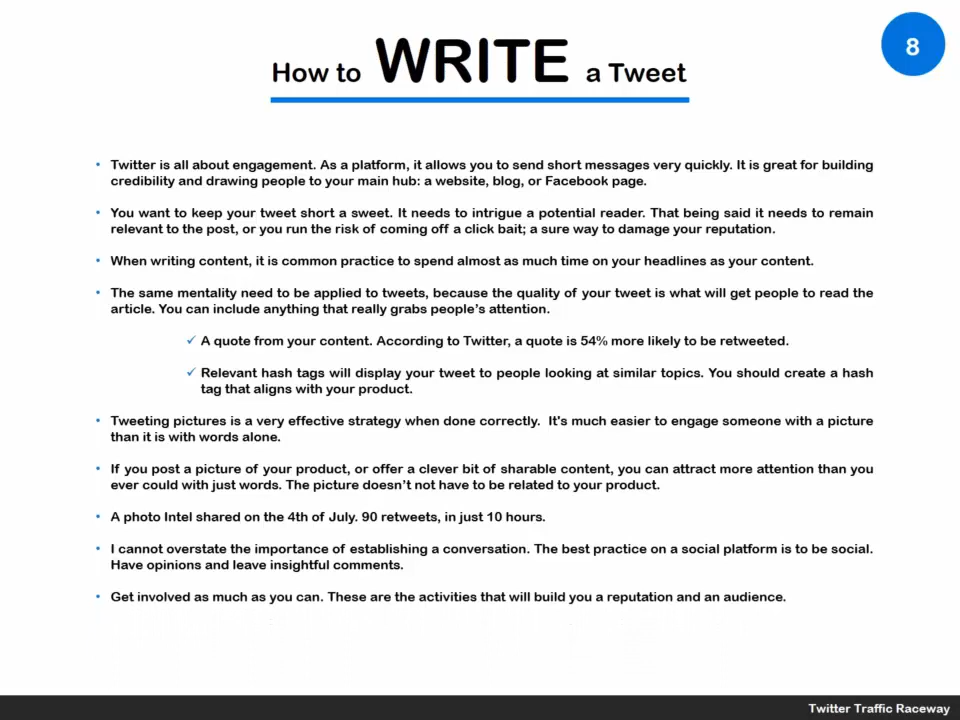 8
How to WRITE a Tweet
• Twitter is all about engagement. As a platform, it allows you to send short messages very quickly. It is great for building
credibility and drawing people to your main hub: a website, blog, or Facebook page.
• You want to keep your tweet short a sweet. It needs to intrigue a potential reader. That being said it needs to remain
relevant to the post, or you run the risk of coming off a click bait; a sure way to damage your reputation.
• When writing content, it is common practice to spend almost as much time on your headlines as your content.
• The same mentality need to be applied to tweets, because the quality of your tweet is what will get people to read the
article. You can include anything that really grabs people's attention.
✓ A quote from your content. According to Twitter, a quote is 54% more likely to be retweeted.
✓ Relevant hash tags will display your tweet to people looking at similar topics. You should create a hash
tag that aligns with your product.
• Tweeting pictures is a very effective strategy when done correctly. It's much easier to engage someone with a picture
than it is with words alone.
• If you post a picture of your product, or offer a clever bit of sharable content, you can attract more attention than you
ever could with just words. The picture doesn't not have to be related to your product.
• A photo Intel shared on the 4th of July. 90 retweets, in just 10 hours.
• I cannot overstate the importance of establishing a conversation. The best practice on a social platform is to be social.
Have opinions and leave insightful comments.
• Get involved as much as you can. These are the activities that will build you a reputation and an audience.
Twitter Traffic Raceway